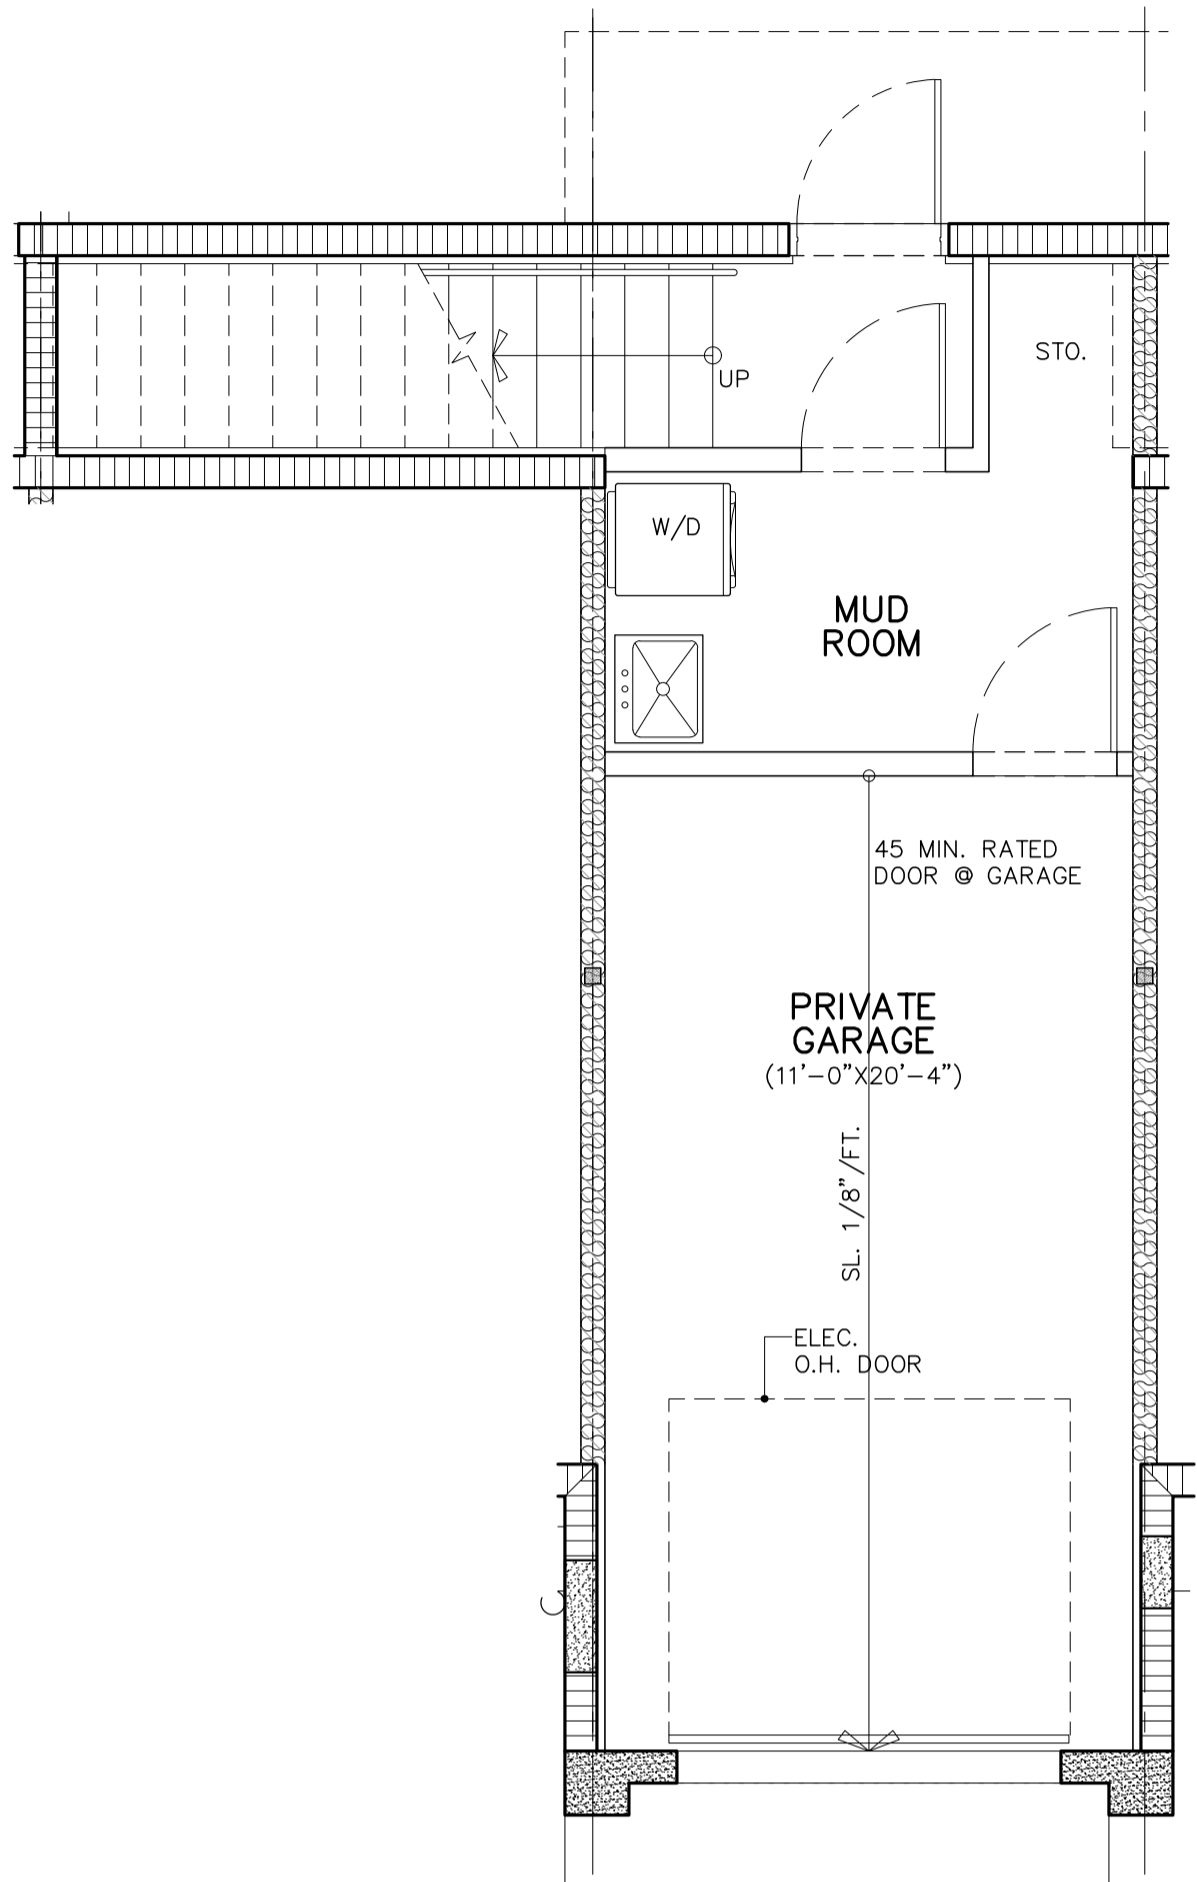 STO.
UP
W/D
MUD
ROOM
45 MIN. RATED
DOOR @ GARAGE
PRIVATE
GARAGE
(11'-0"X20'-4")
SL. 1/8"/FT.
ELEC.
O.H. DOOR